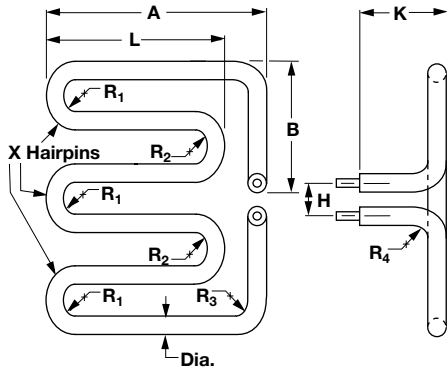 A
K
L
R₁
B
R₂
X Hairpins
R₁
H
R₂
R₄
R₁
R₃
Dia.